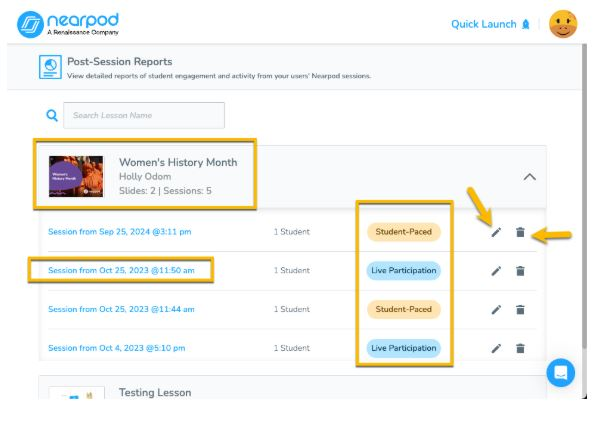 nearpod
A Renaissance Company
Quick Launch
Post-Session Reports
View detailed reports of student engagement and activity from your users' Nearpod sessions.
Search Lesson Name
Women's History Month
Holly Odom
Slides: 2 | Sessions: 5
Women's
History Month
nearpod
Session from Sep 25, 2024 @3:11 pm 1 Student Student-Paced
Session from Oct 25, 2023 @11:50 am 1 Student Live Participation
Session from Oct 25, 2023 @11:44 am 1 Student Student-Paced
Session from Oct 4, 2023 @5:10 pm 1 Student Live Participation
Testing Lesson